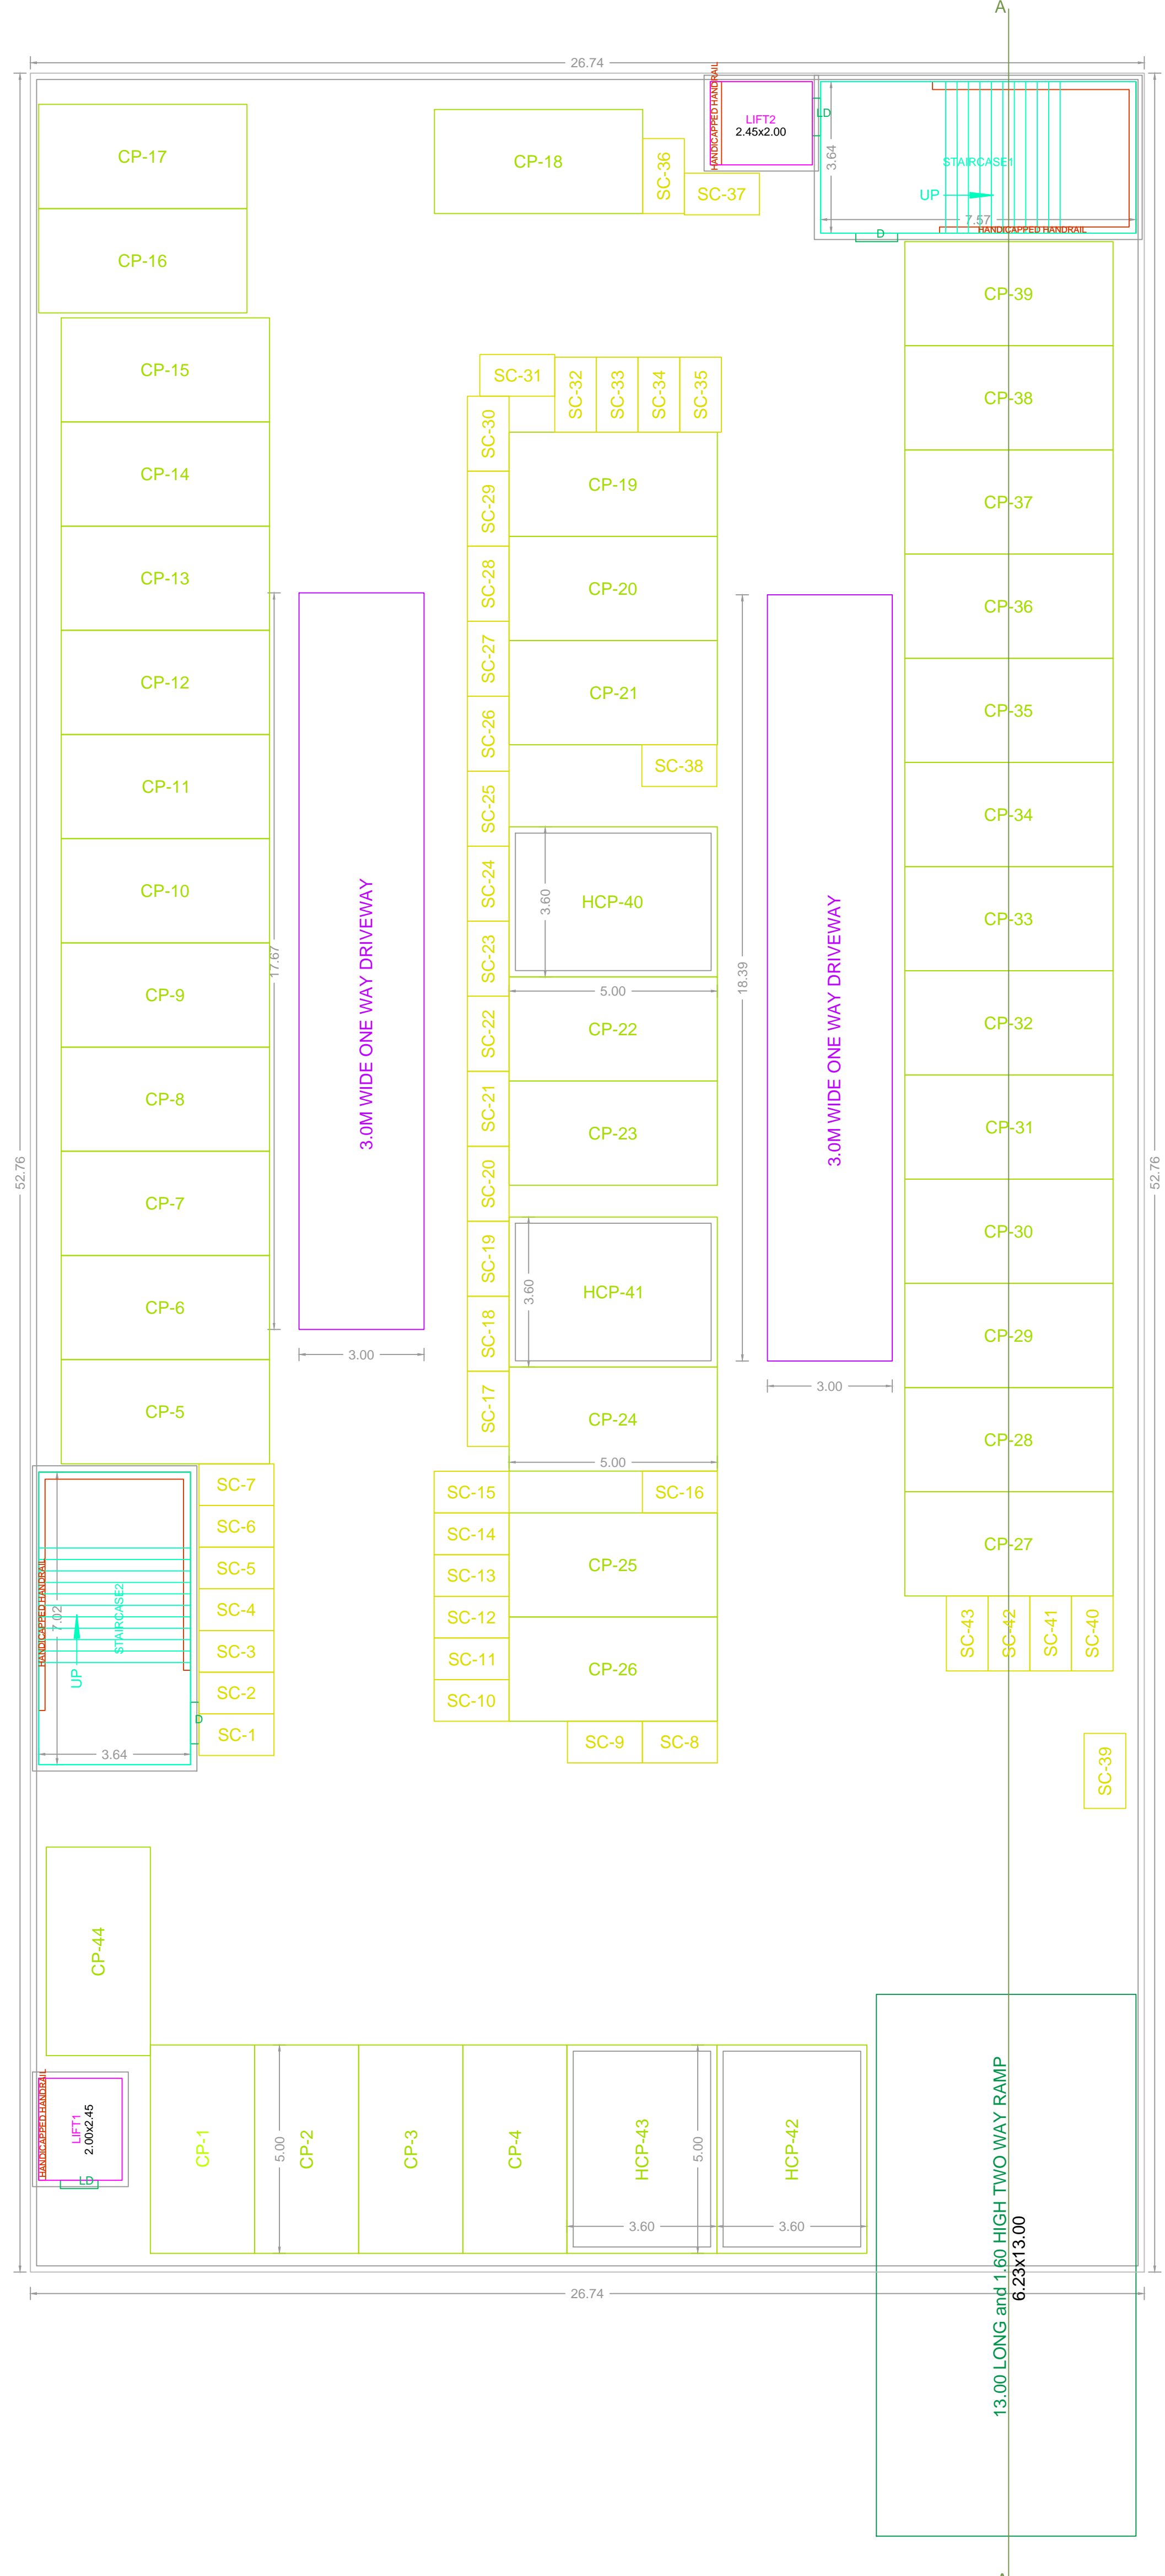 A
26.74
HANDICAPPED HANDRAIL
LIFT2
2.45x2.00
LD
3.64
STAIRCASE1
UP
7.57
HANDICAPPED HANDRAIL
D
CP-17
CP-18
SC-36
SC-37
CP-16
CP-39
CP-15
SC-31
SC-32
SC-33
SC-34
SC-35
CP-38
SC-30
CP-14
CP-19
CP-37
SC-29
CP-13
SC-28
CP-20
CP-36
CP-12
SC-27
CP-21
CP-35
SC-26
SC-38
CP-11
SC-25
CP-34
CP-10
SC-24
3.60
HCP-40
CP-33
SC-23
17.67
18.39
3.0M WIDE ONE WAY DRIVEWAY
3.0M WIDE ONE WAY DRIVEWAY
CP-9
5.00
SC-22
CP-22
CP-32
CP-8
SC-21
CP-23
CP-31
52.76
52.76
SC-20
CP-7
CP-30
SC-19
3.60
HCP-41
CP-6
SC-18
CP-29
3.00
3.00
CP-5
SC-17
CP-24
CP-28
5.00
SC-7
SC-15
SC-16
SC-6
SC-14
CP-27
SC-5
SC-13
CP-25
HANDICAPPED HANDRAIL
7.02
STAIRCASE2
UP
SC-4
SC-12
SC-43
SC-42
SC-41
SC-40
SC-3
SC-11
CP-26
SC-2
SC-10
D
SC-1
SC-9
SC-8
3.64
SC-39
CP-44
HANDICAPPED HANDRAIL
LIFT1
2.00x2.45
LD
CP-1
5.00
CP-2
CP-3
CP-4
HCP-43
5.00
HCP-42
3.60
3.60
13.00 LONG and 1.60 HIGH TWO WAY RAMP
6.23x13.00
26.74